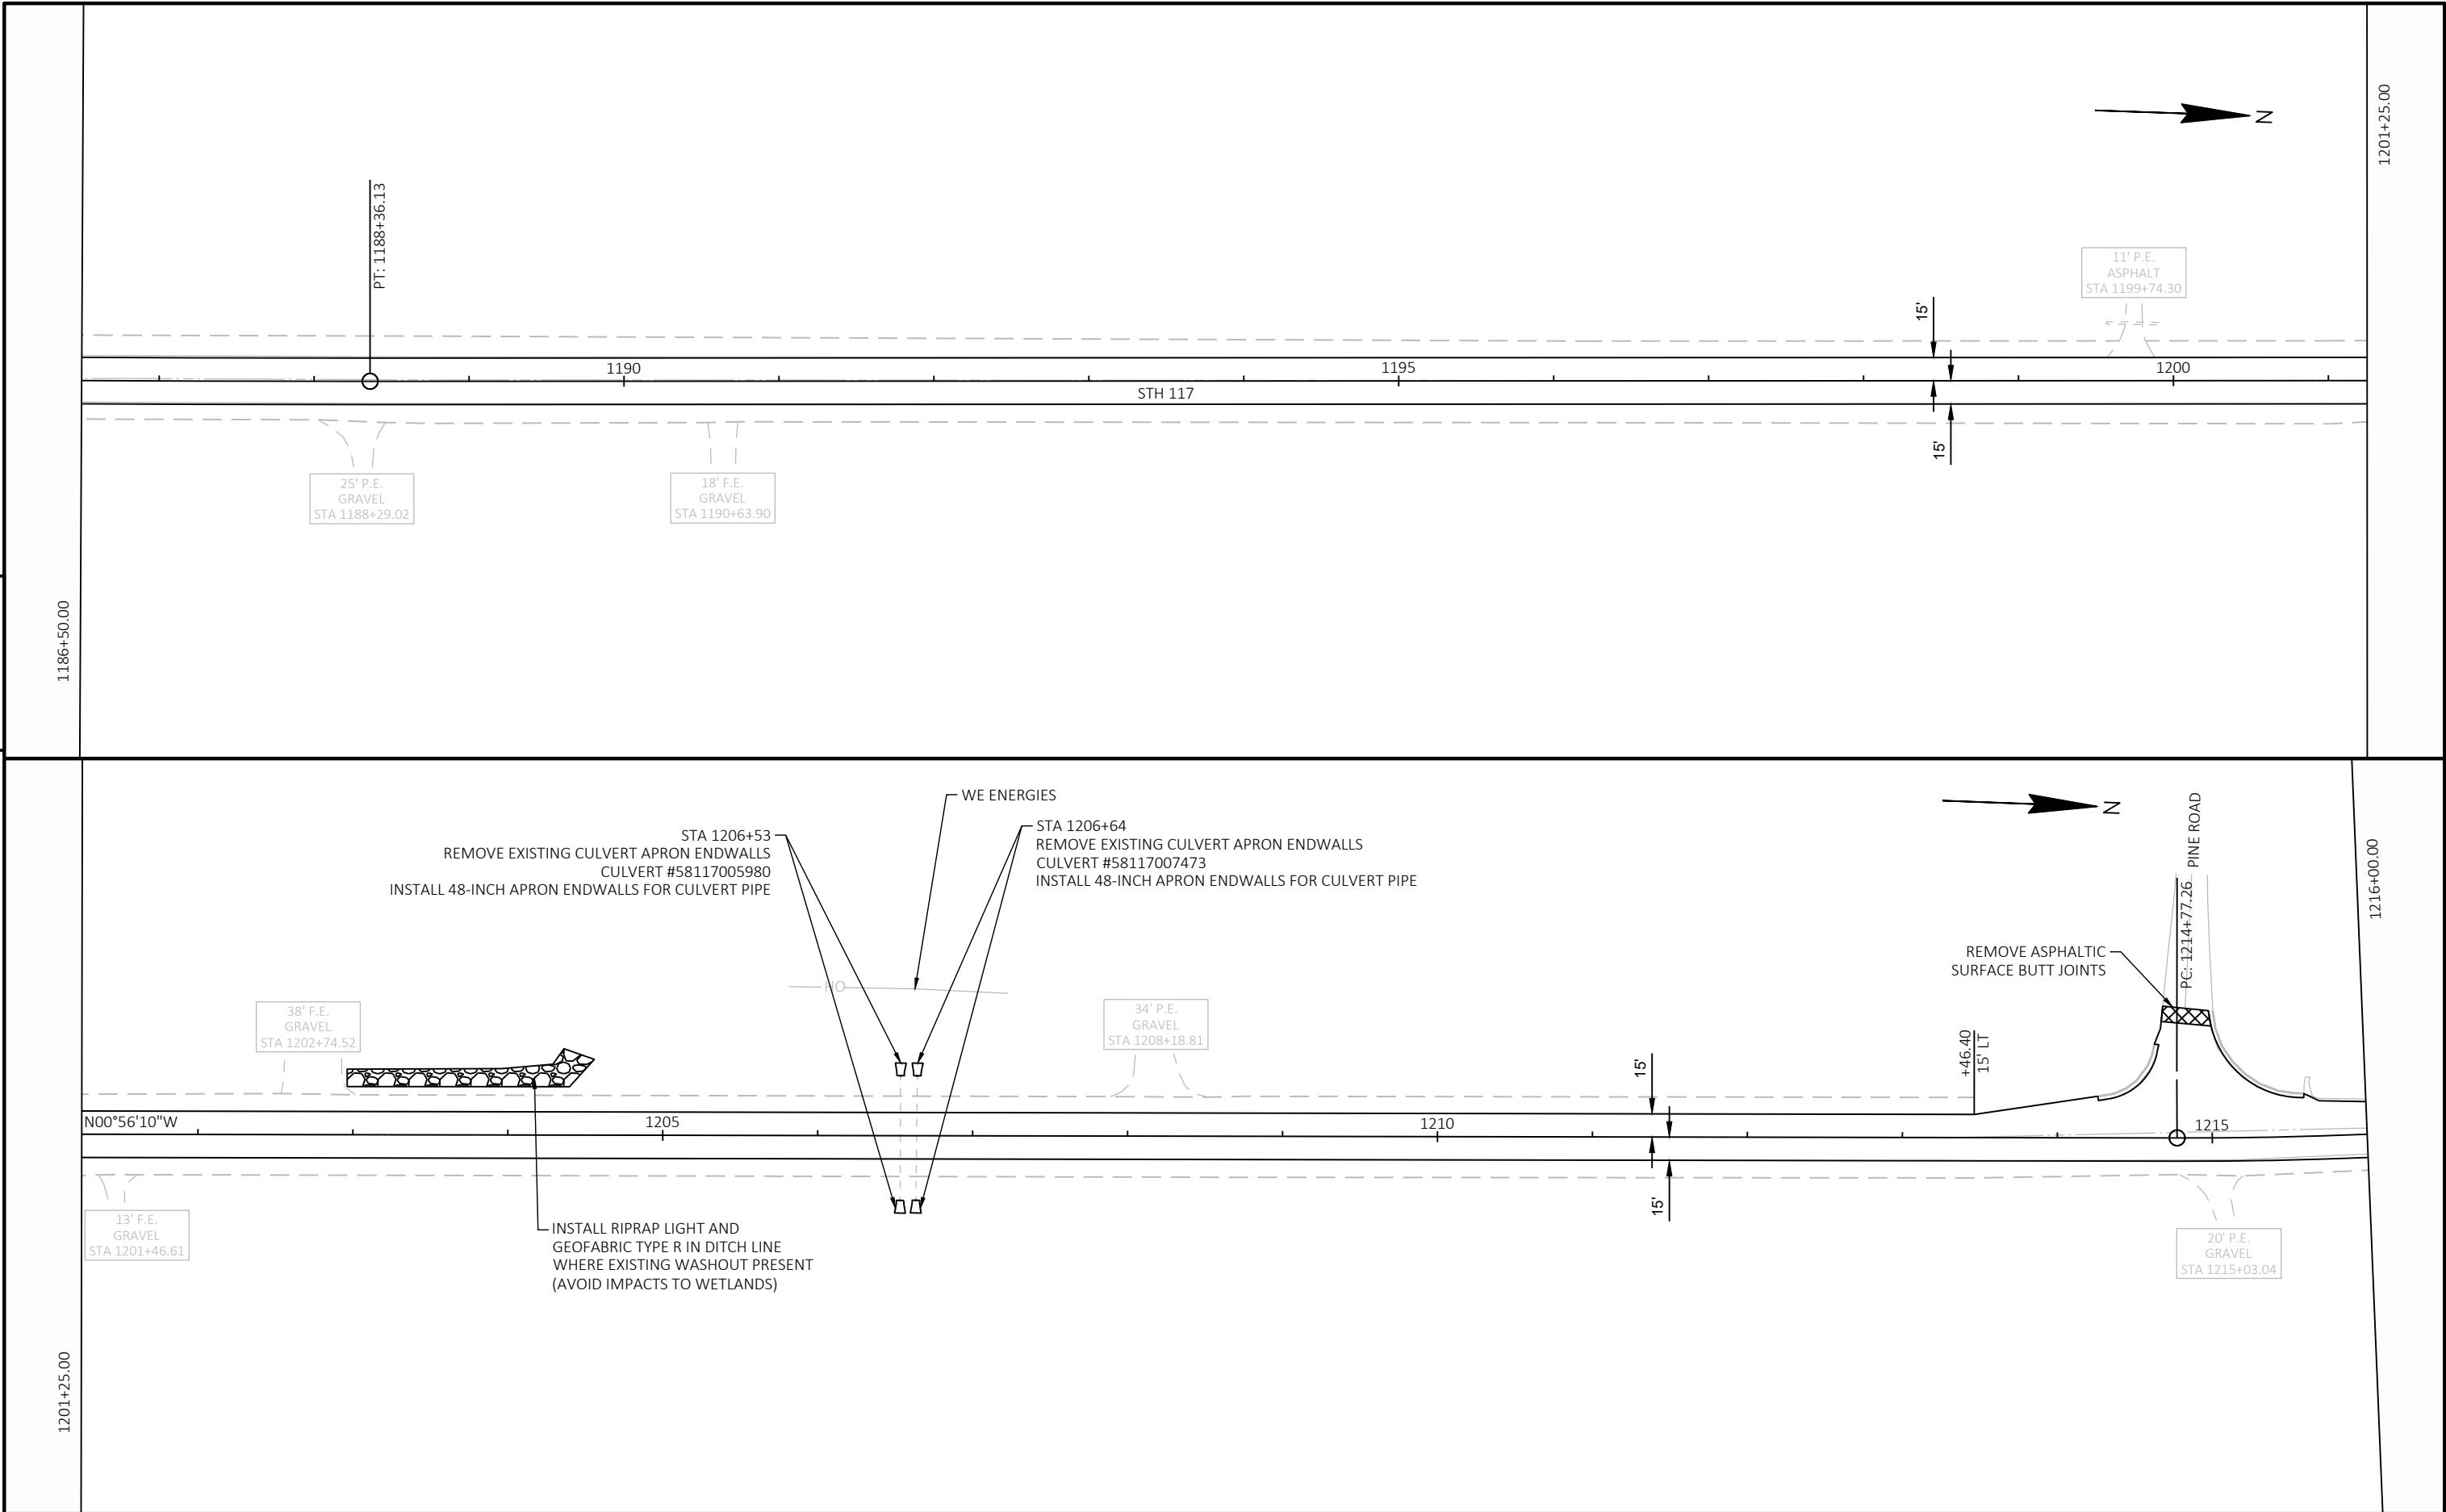 1201+25.00
N
PT: 1188+36.13
11' P.E.
ASPHALT
STA 1199+74.30
15'
1190
1195
1200
STH 117
15'
25' P.E.
GRAVEL
STA 1188+29.02
18' F.E.
GRAVEL
STA 1190+63.90
1186+50.00
WE ENERGIES
STA 1206+53
REMOVE EXISTING CULVERT APRON ENDWALLS
CULVERT #58117005980
INSTALL 48-INCH APRON ENDWALLS FOR CULVERT PIPE
STA 1206+64
REMOVE EXISTING CULVERT APRON ENDWALLS
CULVERT #58117007473
INSTALL 48-INCH APRON ENDWALLS FOR CULVERT PIPE
N
PINE ROAD
1216+00.00
PC: 1214+77.26
REMOVE ASPHALTIC
SURFACE BUTT JOINTS
HO
38' F.E.
GRAVEL
STA 1202+74.52
34' P.E.
GRAVEL
STA 1208+18.81
+46.40
15' LT
15'
N00°56'10"W
1205
1210
1215
15'
13' F.E.
GRAVEL
STA 1201+46.61
INSTALL RIPRAP LIGHT AND
GEOFABRIC TYPE R IN DITCH LINE
WHERE EXISTING WASHOUT PRESENT
(AVOID IMPACTS TO WETLANDS)
20' P.E.
GRAVEL
STA 1215+03.04
1201+25.00